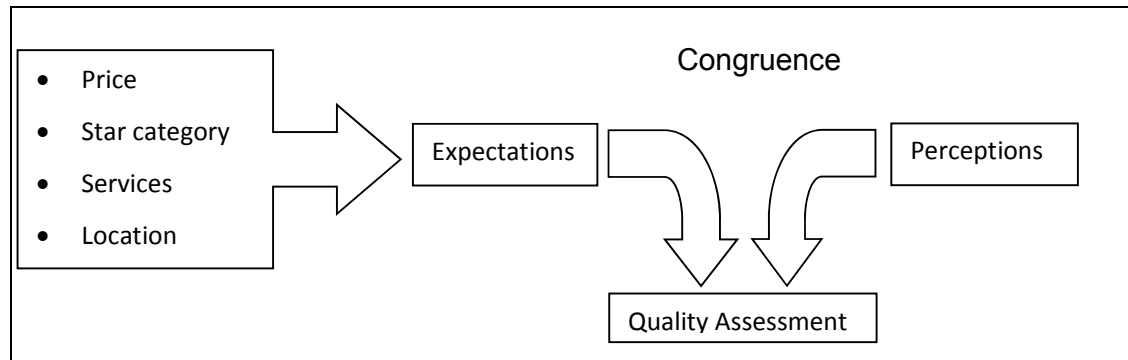 Congruence
• Price
• Star category
• Services
• Location
Expectations
Perceptions
Quality Assessment